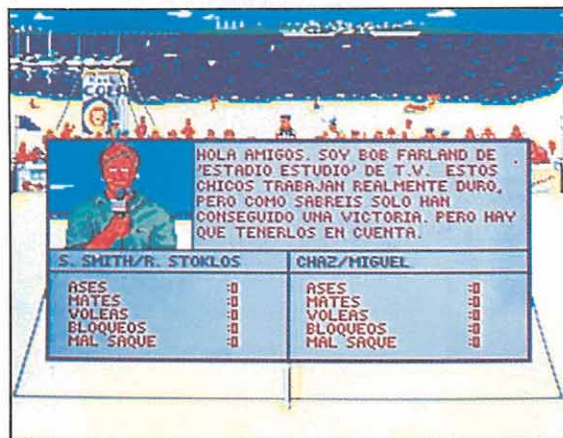 HOLA AMIGOS. SOY BOB FARLAND DE
'ESTADIO ESTUDIO' DE T.V. ESTOS
CHICOS TRABAJAN REALMENTE DURO,
PERO COMO SABREIS SOLO HAN
CONSEGUIDO UNA VICTORIA. PERO HAY
QUE TENERLOS EN CUENTA.
S. SMITH/R. STOKLOS
ASES :0
MATES :0
VOLEAS :0
BLOQUEOS :0
MAL SAQUE :0
CHAZ/MIGUEL
ASES :0
MATES :0
VOLEAS :0
BLOQUEOS :0
MAL SAQUE :0